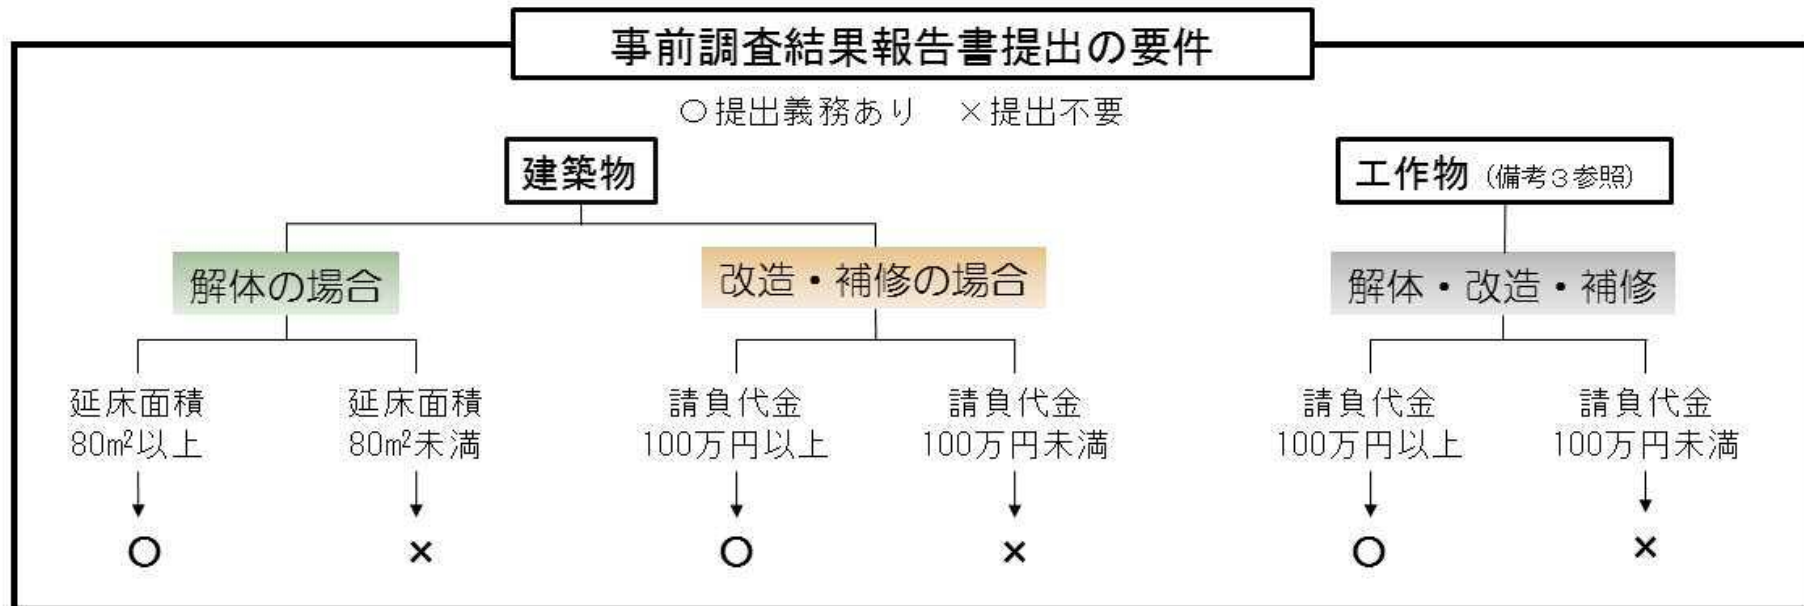 事前調査結果報告書提出の要件
○提出義務あり ×提出不要
建築物
工作物 (備考3参照)
解体の場合
改造・補修の場合
解体・改造・補修
延床面積
80m²以上
延床面積
80m²未満
請負代金
100万円以上
請負代金
100万円未満
請負代金
100万円以上
請負代金
100万円未満
○
×
○
×
○
×